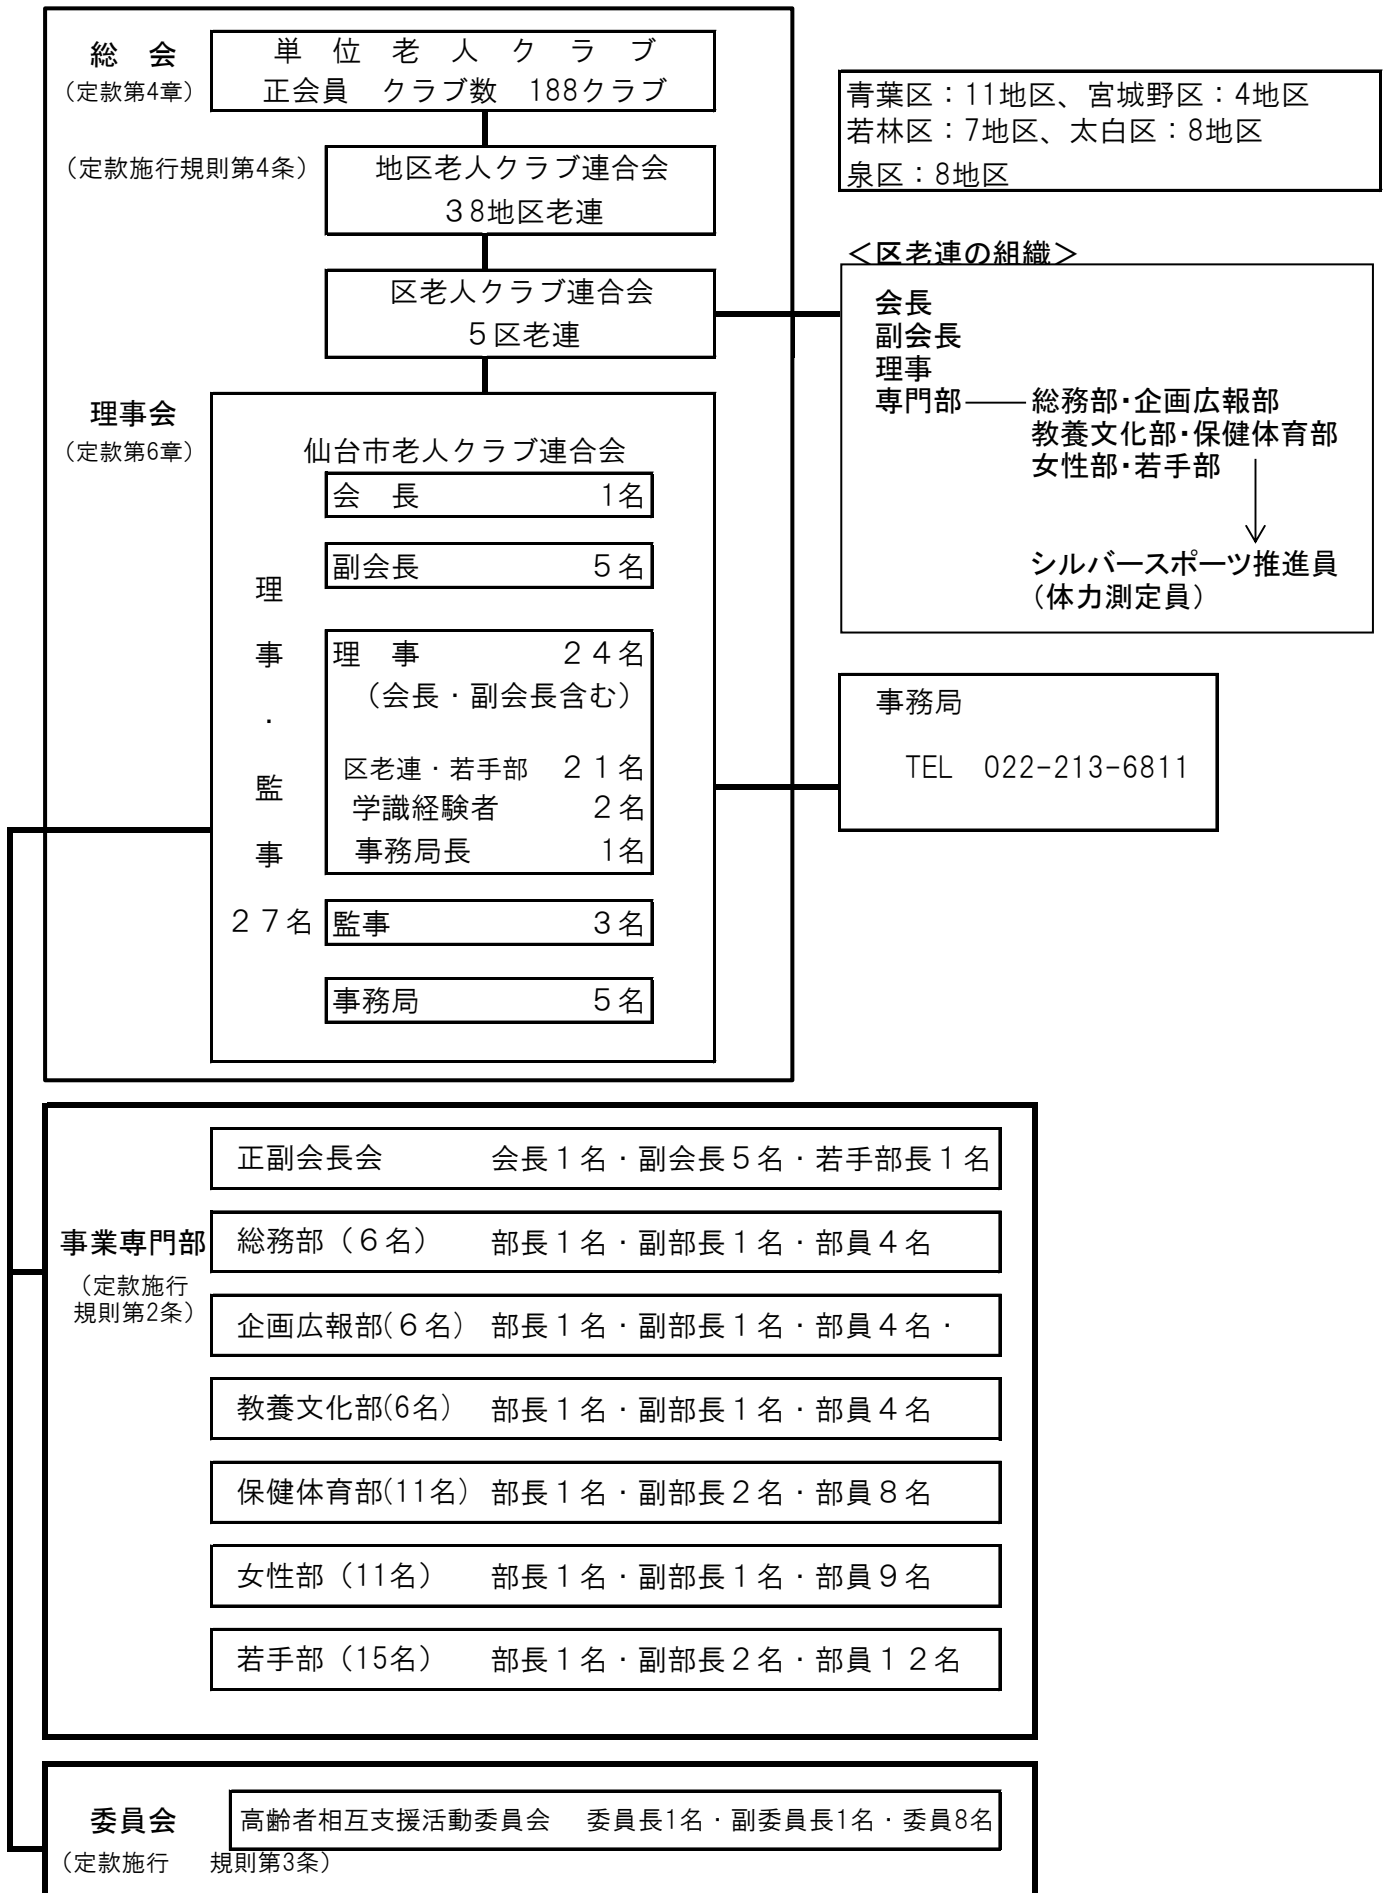 総　会
（定款第4章）
単　位　老　人　ク　ラ　ブ
正会員　クラブ数　188クラブ
青葉区：11地区、宮城野区：4地区
若林区：7地区、太白区：8地区
泉区：8地区
（定款施行規則第4条）
地区老人クラブ連合会
３８地区老連
区老人クラブ連合会
５区老連
＜区老連の組織＞
会長
副会長
理事
専門部 総務部・企画広報部
教養文化部・保健体育部
女性部・若手部
シルバースポーツ推進員
（体力測定員）
理事会
（定款第6章）
仙台市老人クラブ連合会
会　長　1名
副会長　５名
理事・監事
２７名
理　事　２４名
（会長・副会長含む）
区老連・若手部　２１名
学識経験者　２名
事務局長　1名
監事　３名
事務局　５名
事務局
TEL　022-213-6811
事業専門部
（定款施行
規則第2条）
正副会長会　会長１名・副会長５名・若手部長１名
総務部（６名）　部長１名・副部長１名・部員４名
企画広報部(６名)　部長１名・副部長１名・部員４名・
教養文化部(6名)　部長１名・副部長１名・部員４名
保健体育部(11名)　部長１名・副部長２名・部員８名
女性部（11名）　部長１名・副部長１名・部員９名
若手部（15名）　部長１名・副部長２名・部員１２名
委員会
（定款施行　規則第3条）
高齢者相互支援活動委員会　委員長1名・副委員長1名・委員8名